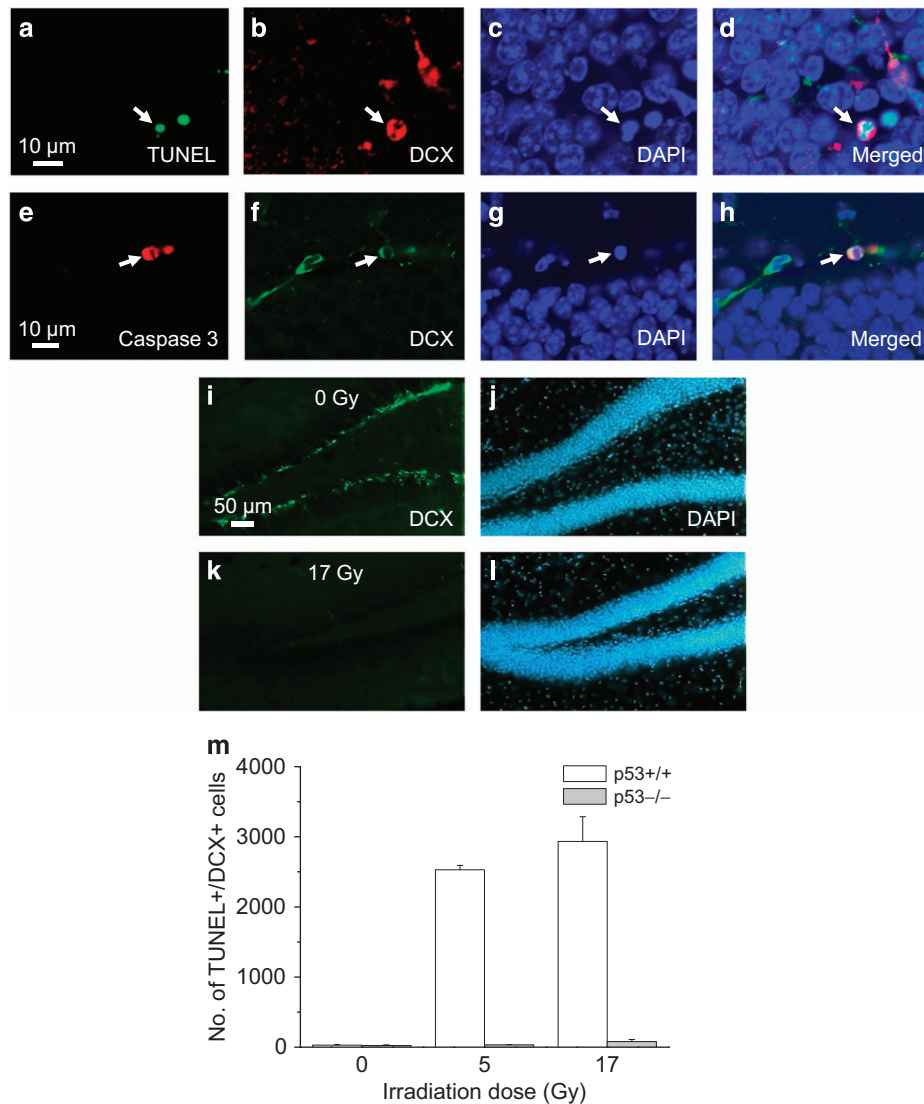 a
TUNEL
10 µm
b
DCX
c
DAPI
d
Merged
e
Caspase 3
10 µm
f
DCX
g
DAPI
h
Merged
i
0 Gy
50 µm
DCX
j
DAPI
k
17 Gy
l
m
No. of TUNEL+/DCX+ cells
4000
3000
2000
1000
0
p53+/+
p53−/−
0 5 17
Irradiation dose (Gy)